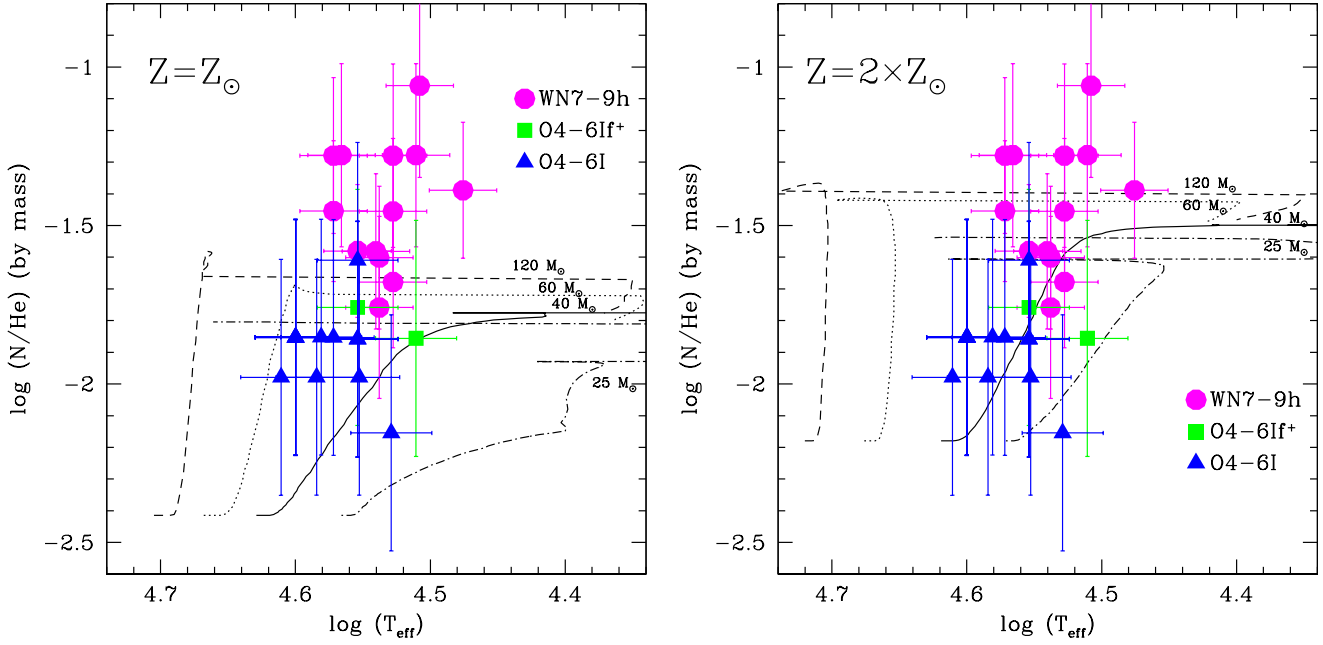 Z=Z⊙
WN7−9h
O4−6If+
O4−6I
120 M⊙
60 M⊙
40 M⊙
25 M⊙
−1
−1.5
−2
−2.5
4.7
4.6
4.5
4.4
log (Teff)
log (N/He) (by mass)
Z=2×Z⊙
120 M⊙
60 M⊙
40 M⊙
25 M⊙
WN7−9h
O4−6If+
O4−6I
−1
−1.5
−2
−2.5
4.7
4.6
4.5
4.4
log (Teff)
log (N/He) (by mass)